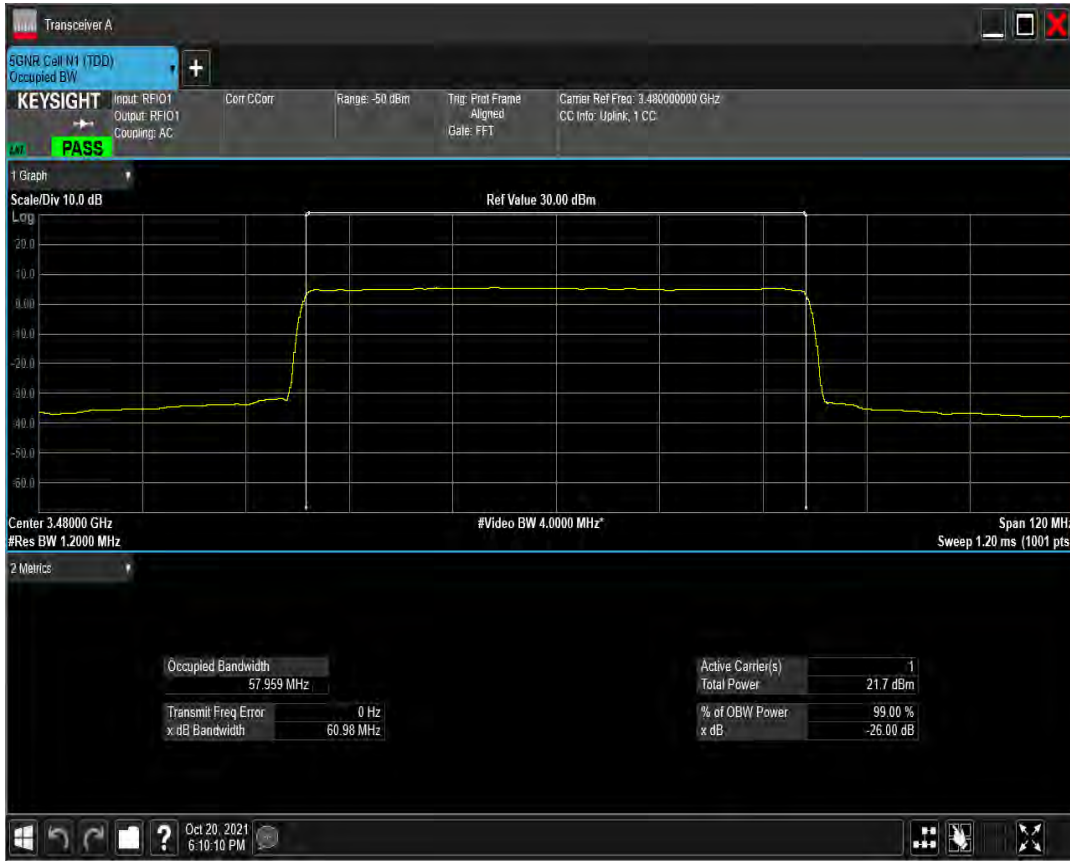 Transceiver A
5GNR Cell N1 (TDD)
Occupied BW
+
KEYSIGHT
Input: RFIO1
Output: RFIO1
Coupling: AC
Corr CCorr
Range: -50 dBm
Trig: Prot Frame
Aligned
Gate: FFT
Carrier Ref Freq: 3.480000000 GHz
CC Info: Uplink, 1 CC
PASS
1 Graph
Scale/Div 10.0 dB
Ref Value 30.00 dBm
Log
20.0
10.0
0.00
-10.0
-20.0
-30.0
-40.0
-50.0
-60.0
Center 3.48000 GHz
#Video BW 4.0000 MHz*
Span 120 MHz
#Res BW 1.2000 MHz
Sweep 1.20 ms (1001 pts
2 Metrics
Occupied Bandwidth
57.959 MHz
Transmit Freq Error 0 Hz
x dB Bandwidth 60.98 MHz
Active Carrier(s) 1
Total Power 21.7 dBm
% of OBW Power 99.00 %
x dB -26.00 dB
?
Oct 20, 2021
6:10:10 PM